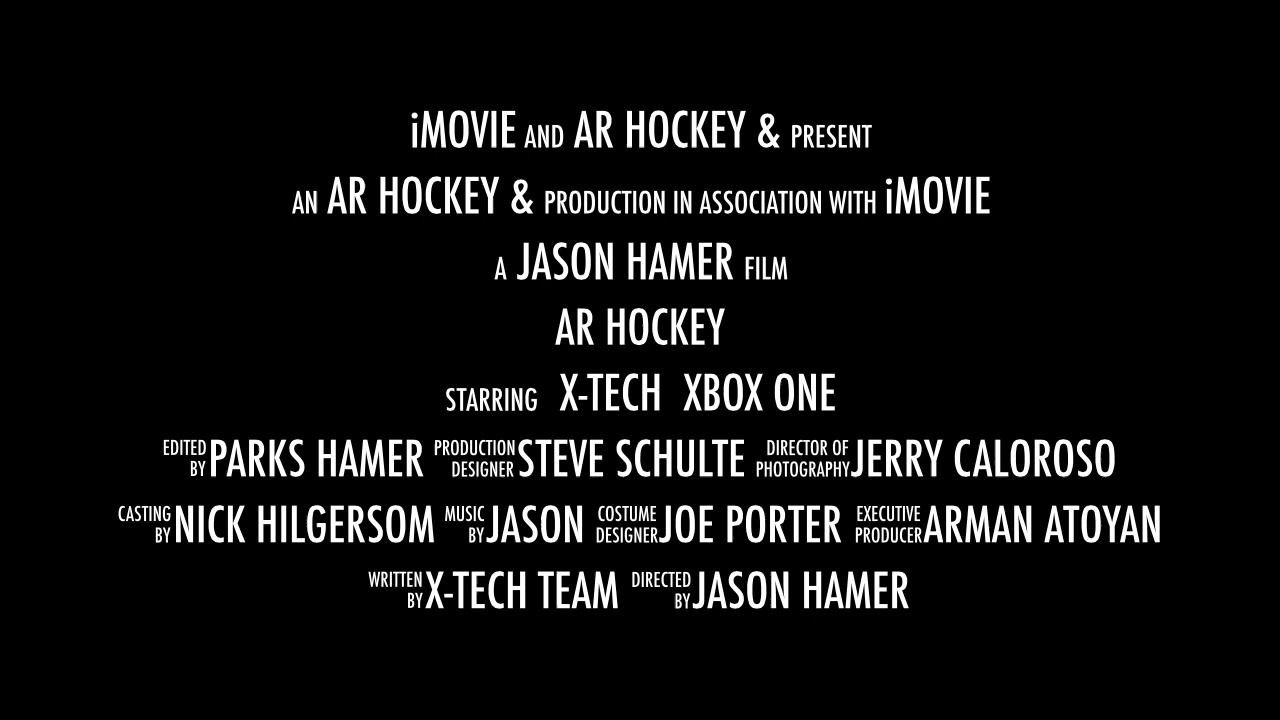 iMOVIE AND AR HOCKEY & PRESENT
AN AR HOCKEY & PRODUCTION IN ASSOCIATION WITH iMOVIE
A JASON HAMER FILM
AR HOCKEY
STARRING X-TECH XBOX ONE
EDITED BY PARKS HAMER PRODUCTION DESIGNER STEVE SCHULTE DIRECTOR OF PHOTOGRAPHY JERRY CALOROSO
CASTING BY NICK HILGERSOM MUSIC BY JASON COSTUME DESIGNER JOE PORTER EXECUTIVE PRODUCER ARMAN ATOYAN
WRITTEN BY X-TECH TEAM DIRECTED BY JASON HAMER